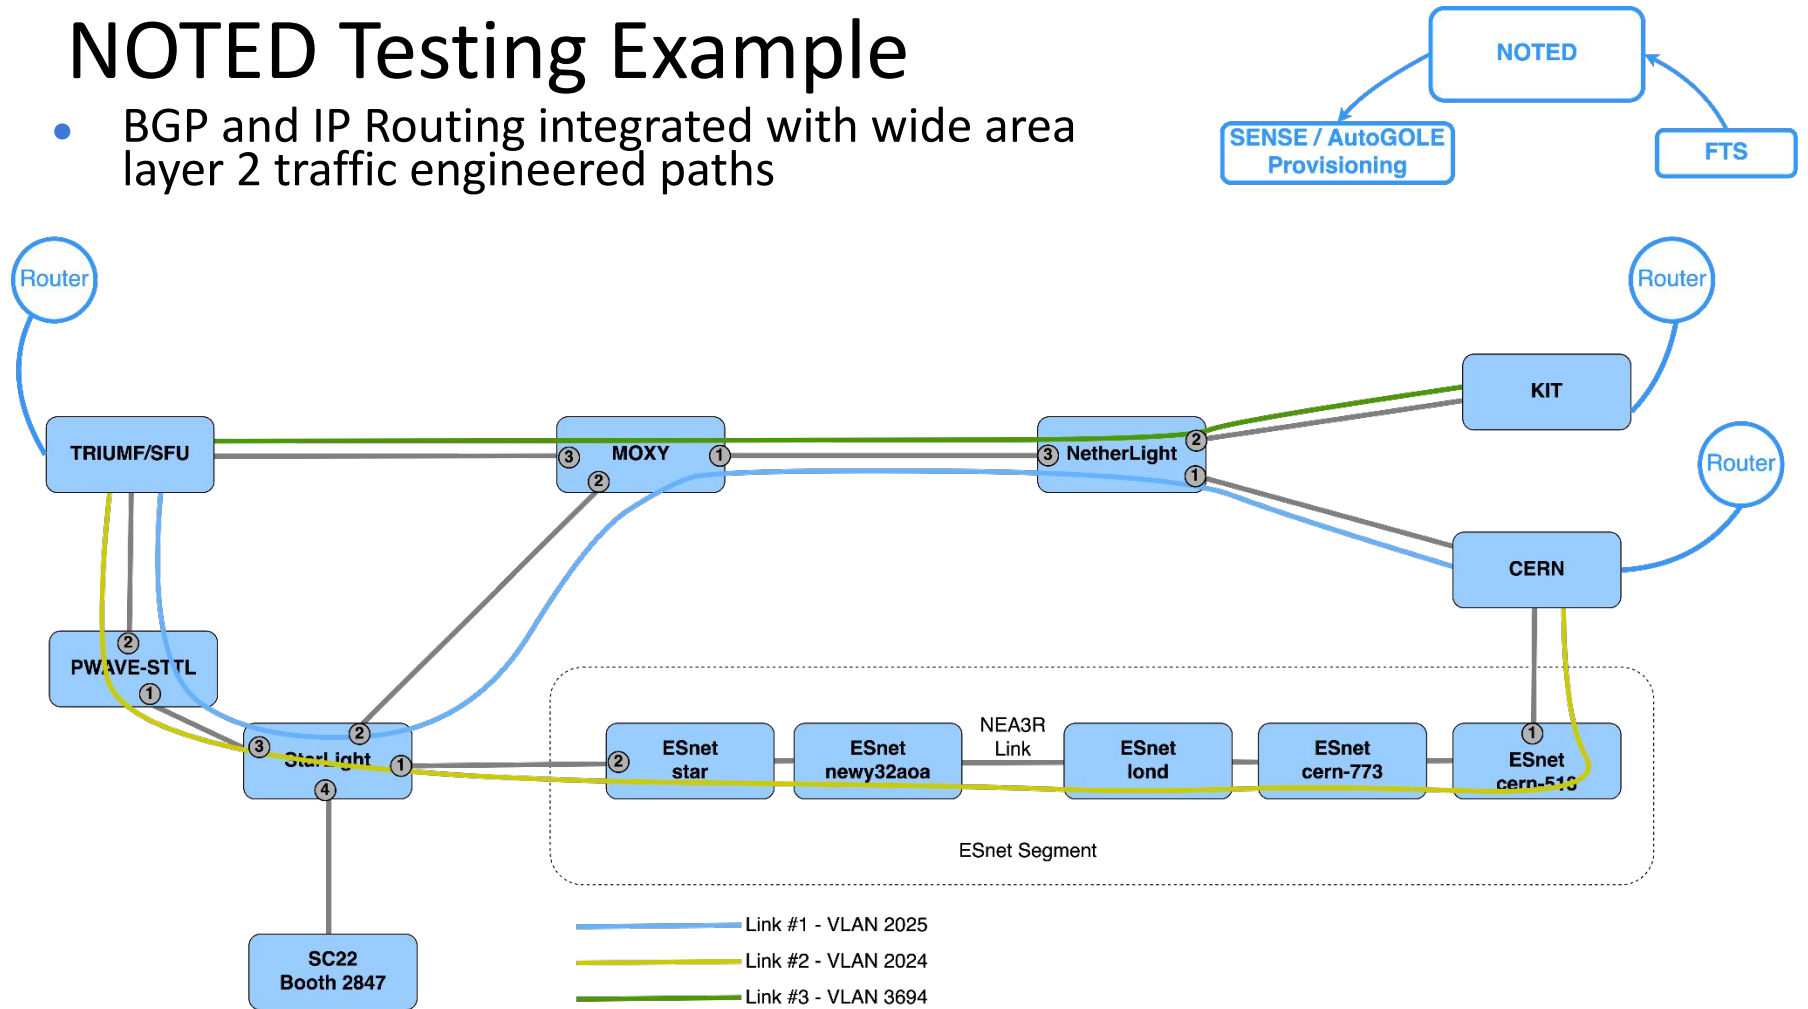 NOTED Testing Example
• BGP and IP Routing integrated with wide area
layer 2 traffic engineered paths
NOTED
SENSE / AutoGOLE
Provisioning
FTS
Router
Router
Router
KIT
TRIUMF/SFU
3
MOXY
1
2
3
NetherLight
2
1
CERN
2
PWAVE-STTL
1
2
3
StarLight
1
4
2
ESnet
star
ESnet
newy32aoa
NEA3R
Link
ESnet
lond
ESnet
cern-773
1
ESnet
cern-513
ESnet Segment
SC22
Booth 2847
Link #1 - VLAN 2025
Link #2 - VLAN 2024
Link #3 - VLAN 3694